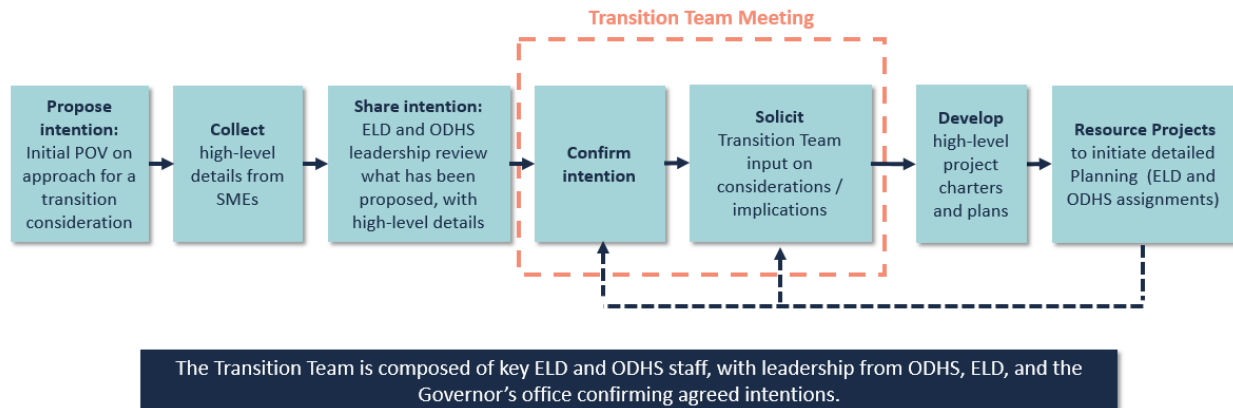 Transition Team Meeting
Propose
intention:
Initial POV on
approach for a
transition
consideration
Collect
high-level
details from
SMEs
Share intention:
ELD and ODHS
leadership review
what has been
proposed, with
high-level details
Confirm
intention
Solicit
Transition Team
input on
considerations /
implications
Develop
high-level
project
charters
and plans
Resource Projects
to initiate detailed
Planning (ELD and
ODHS assignments)
The Transition Team is composed of key ELD and ODHS staff, with leadership from ODHS, ELD, and the
Governor’s office confirming agreed intentions.